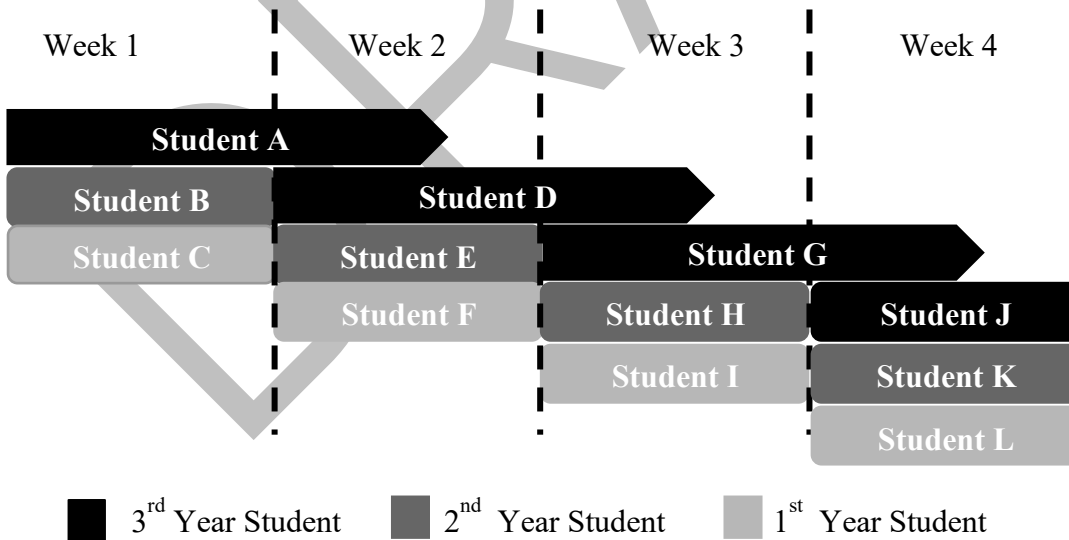 Week 1 Week 2 Week 3 Week 4
Student A
Student B Student D
Student C Student E Student G
Student F Student H Student J
Student I Student K
Student L
3rd Year Student 2nd Year Student 1st Year Student